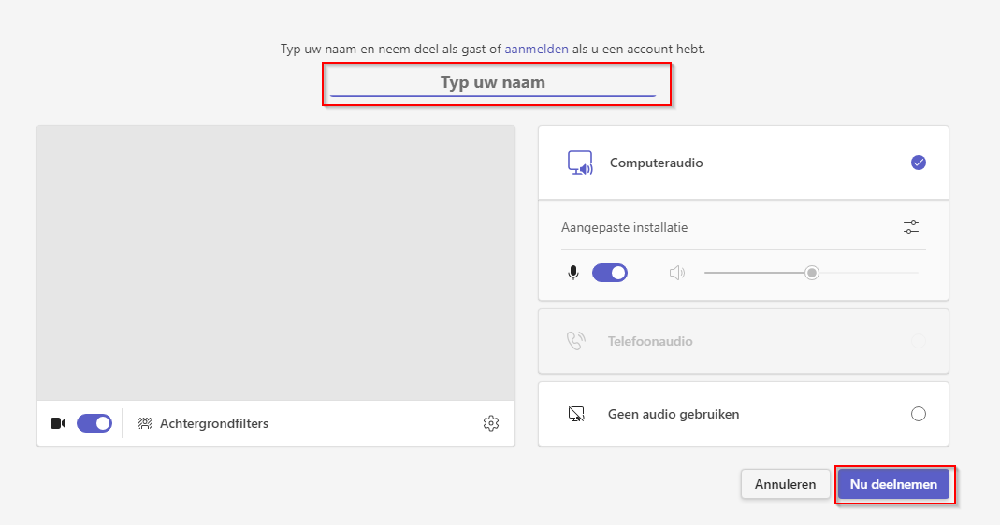 Typ uw naam en neem deel als gast of aanmelden als u een account hebt.
Typ uw naam
Computeraudio
Aangepaste installatie
Telefoonaudio
Achtergrondfilters
Geen audio gebruiken
Annuleren
Nu deelnemen